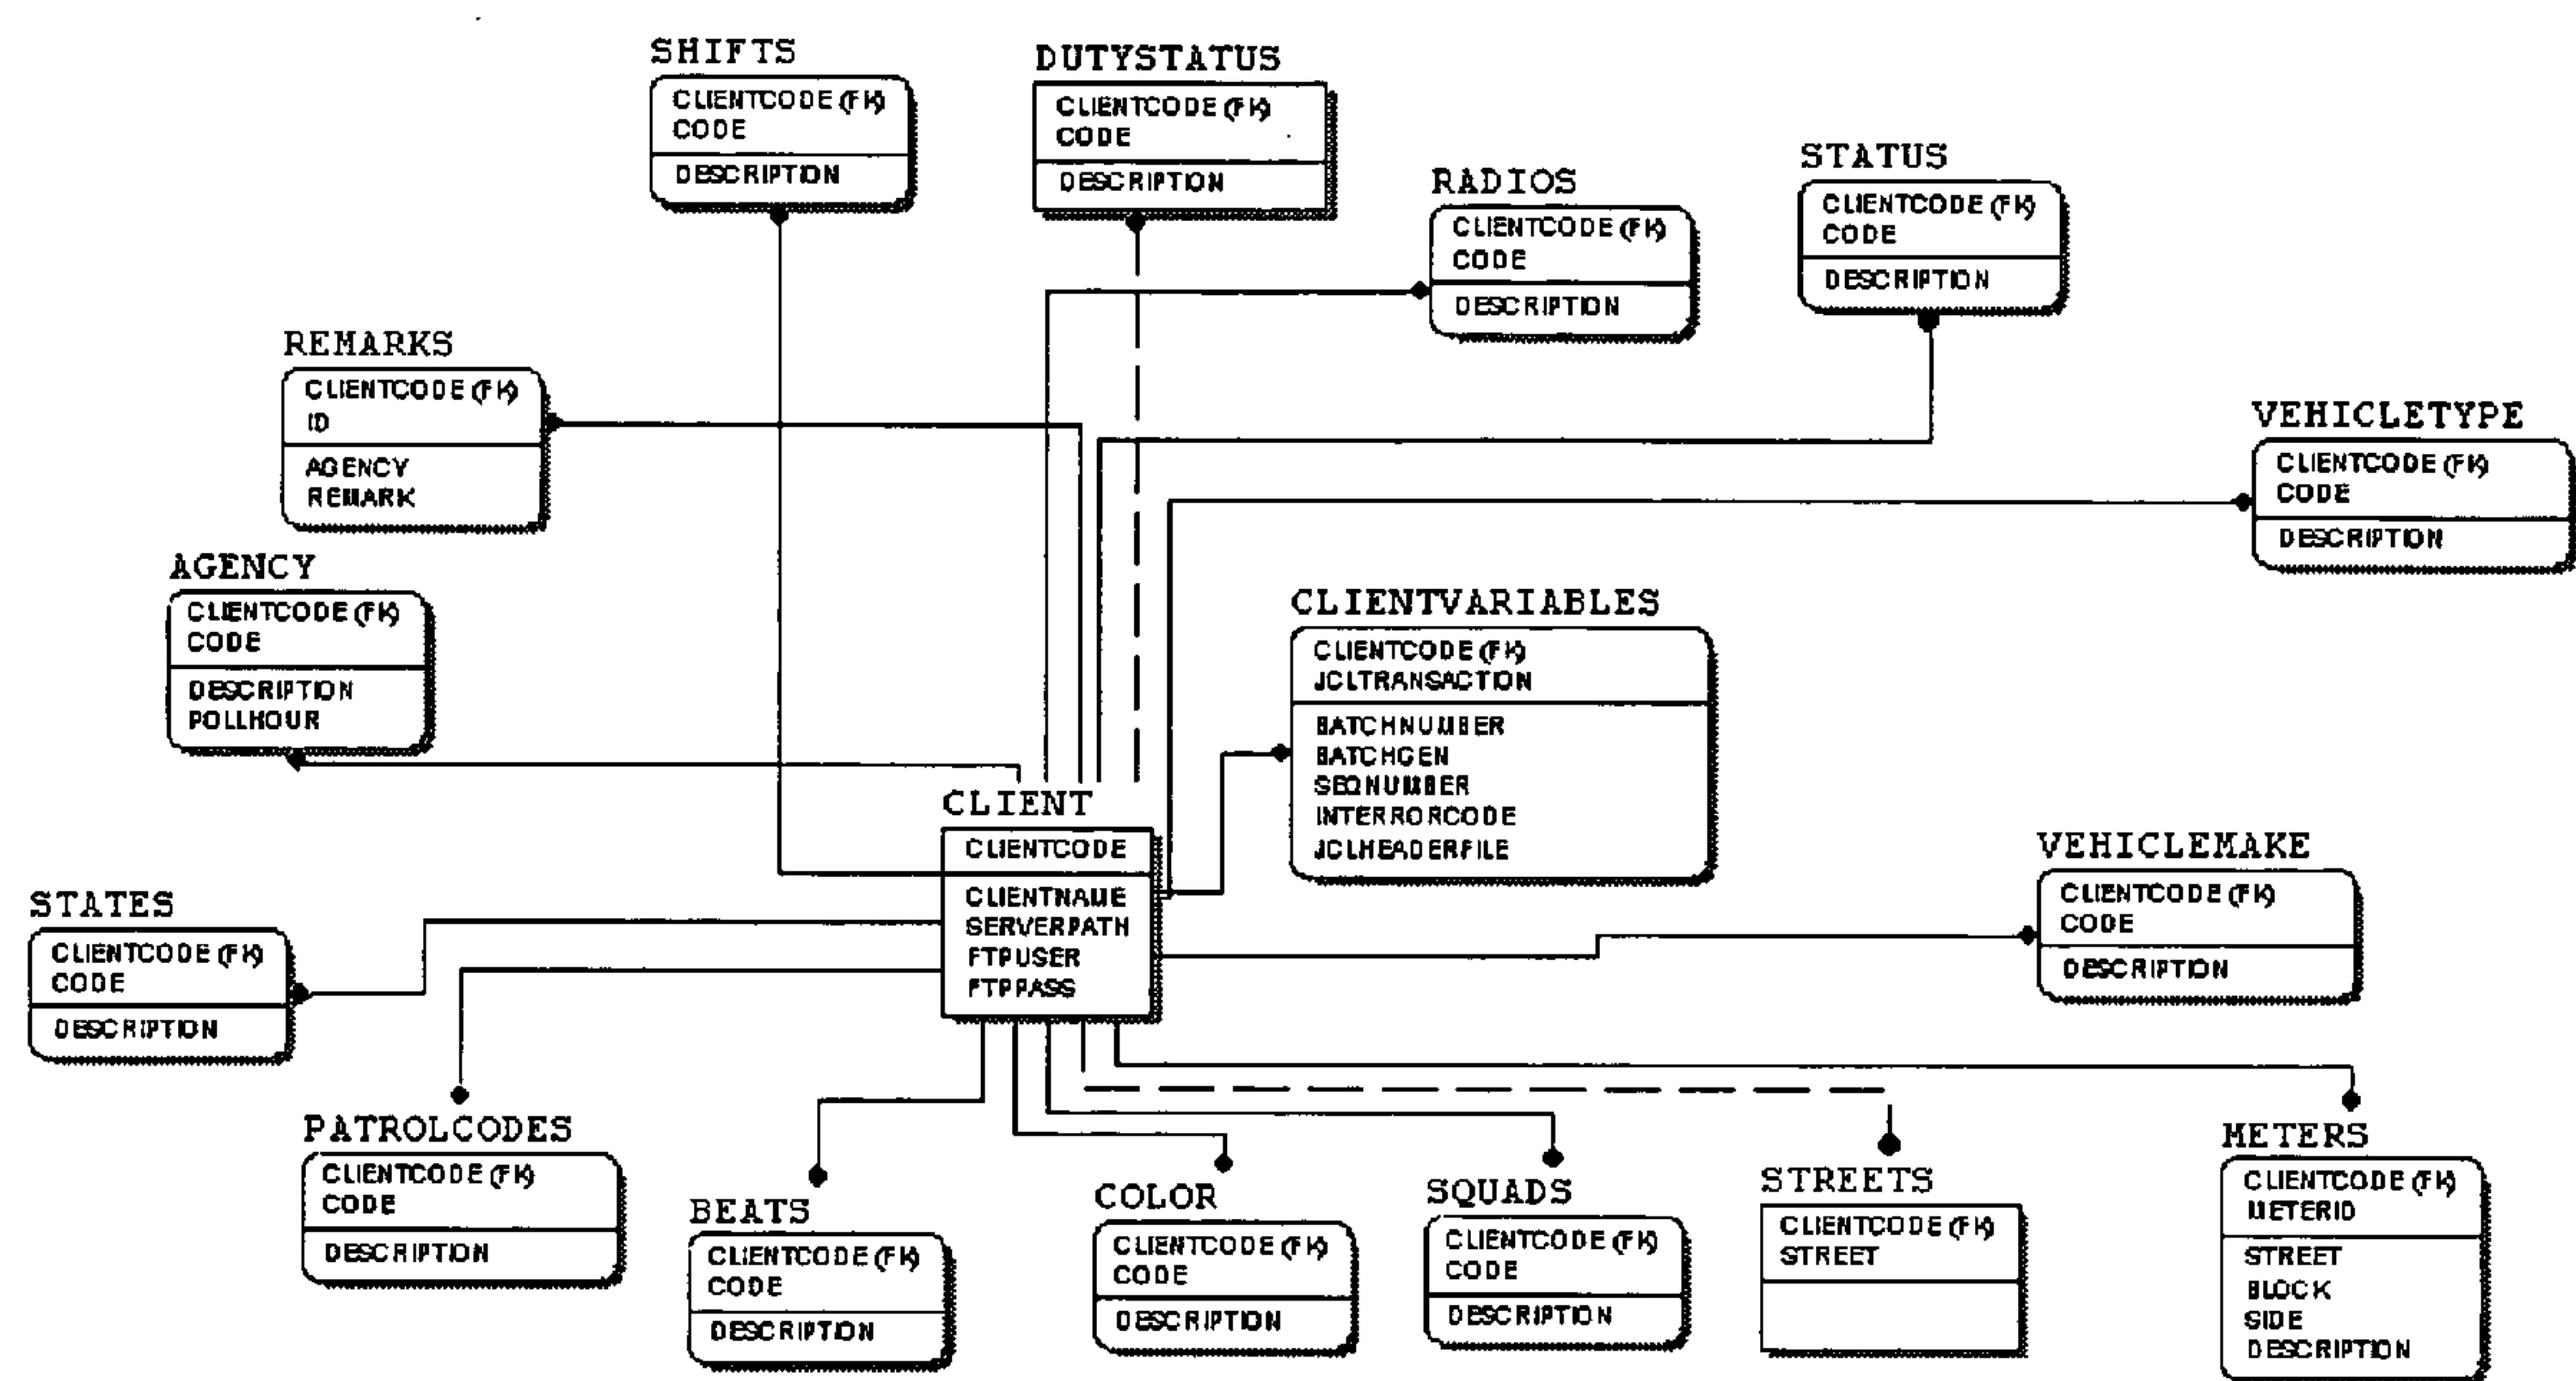 SHIFTS
CLIENTCODE (FK)
CODE
DESCRIPTION
DUTYSTATUS
CLIENTCODE (FK)
CODE
DESCRIPTION
RADIOS
CLIENTCODE (FK)
CODE
DESCRIPTION
STATUS
CLIENTCODE (FK)
CODE
DESCRIPTION
REMARKS
CLIENTCODE (FK)
ID
AGENCY
REMARK
VEHICLETYPE
CLIENTCODE (FK)
CODE
DESCRIPTION
AGENCY
CLIENTCODE (FK)
CODE
DESCRIPTION
POLLHOUR
CLIENTVARIABLES
CLIENTCODE (FK)
JCLTRANSACTION
BATCHNUMBER
BATCHGEN
SEQNUMBER
INTERRORCODE
JCLHEADERFILE
CLIENT
CLIENTCODE
CLIENTNAME
SERVERPATH
FTPUSER
FTPPASS
VEHICLEMAKE
CLIENTCODE (FK)
CODE
DESCRIPTION
STATES
CLIENTCODE (FK)
CODE
DESCRIPTION
PATROLCODES
CLIENTCODE (FK)
CODE
DESCRIPTION
BEATS
CLIENTCODE (FK)
CODE
DESCRIPTION
COLOR
CLIENTCODE (FK)
CODE
DESCRIPTION
SQUADS
CLIENTCODE (FK)
CODE
DESCRIPTION
STREETS
CLIENTCODE (FK)
STREET
METERS
CLIENTCODE (FK)
METERID
STREET
BLOCK
SIDE
DESCRIPTION